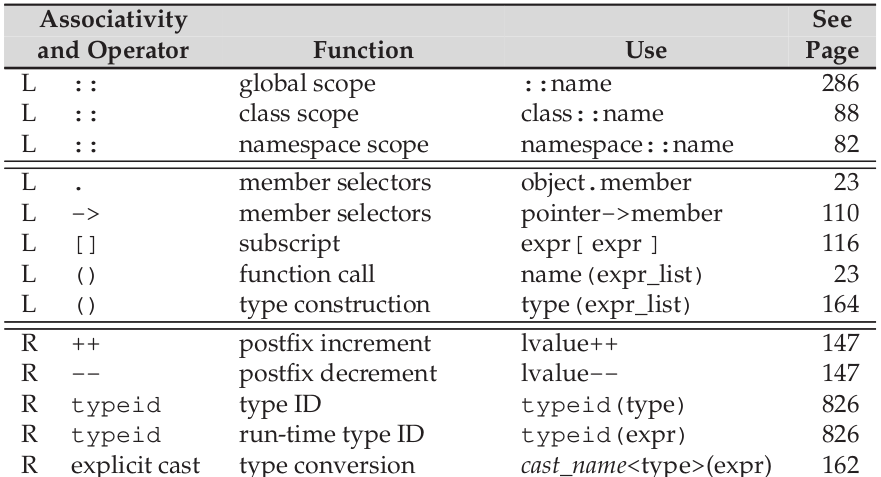 Associativity See
and Operator Function Use Page
L :: global scope ::name 286
L :: class scope class::name 88
L :: namespace scope namespace::name 82
L . member selectors object.member 23
L -> member selectors pointer->member 110
L [] subscript expr[ expr ] 116
L () function call name(expr_list) 23
L () type construction type(expr_list) 164
R ++ postfix increment lvalue++ 147
R -- postfix decrement lvalue-- 147
R typeid type ID typeid(type) 826
R typeid run-time type ID typeid(expr) 826
R explicit cast type conversion cast_name<type>(expr) 162